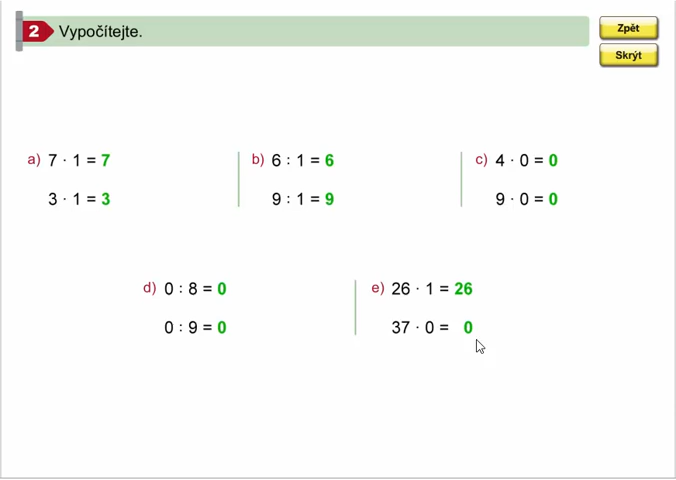 2 Vypočítejte.
Zpět
Skrýt
a) 7 · 1 = 7
3 · 1 = 3
b) 6 : 1 = 6
9 : 1 = 9
c) 4 · 0 = 0
9 · 0 = 0
d) 0 : 8 = 0
0 : 9 = 0
e) 26 · 1 = 26
37 · 0 = 0